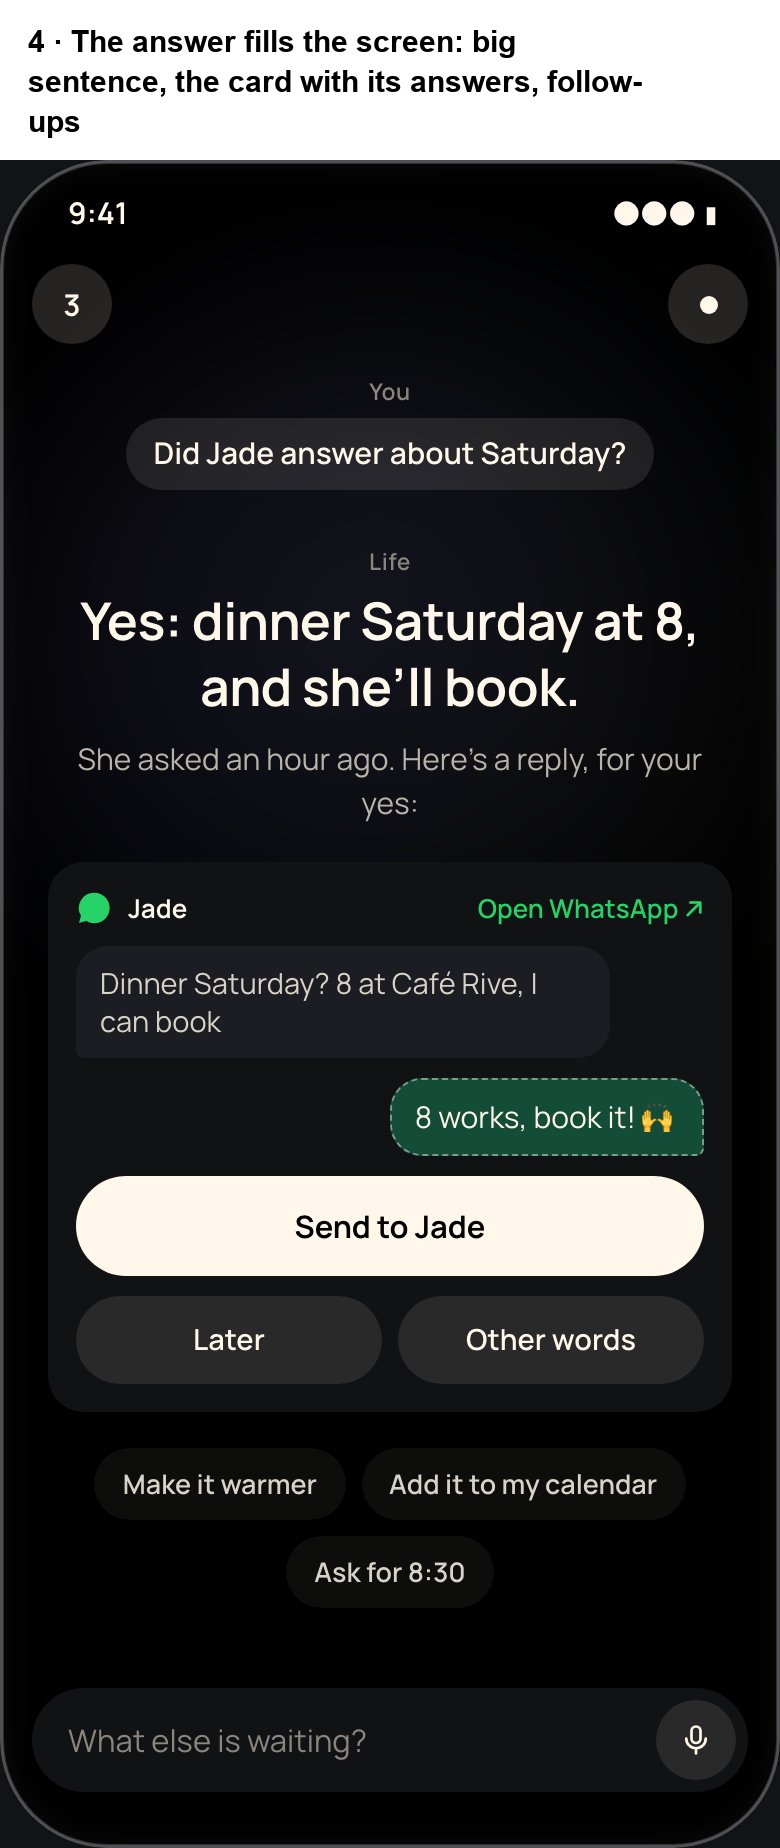 4 · The answer fills the screen: big
sentence, the card with its answers, follow-
ups
9:41
3
You
Did Jade answer about Saturday?
Life
Yes: dinner Saturday at 8,
and she’ll book.
She asked an hour ago. Here’s a reply, for your
yes:
Jade
Open WhatsApp ↗
Dinner Saturday? 8 at Café Rive, I
can book
8 works, book it! 🙌
Send to Jade
Later
Other words
Make it warmer
Add it to my calendar
Ask for 8:30
What else is waiting?